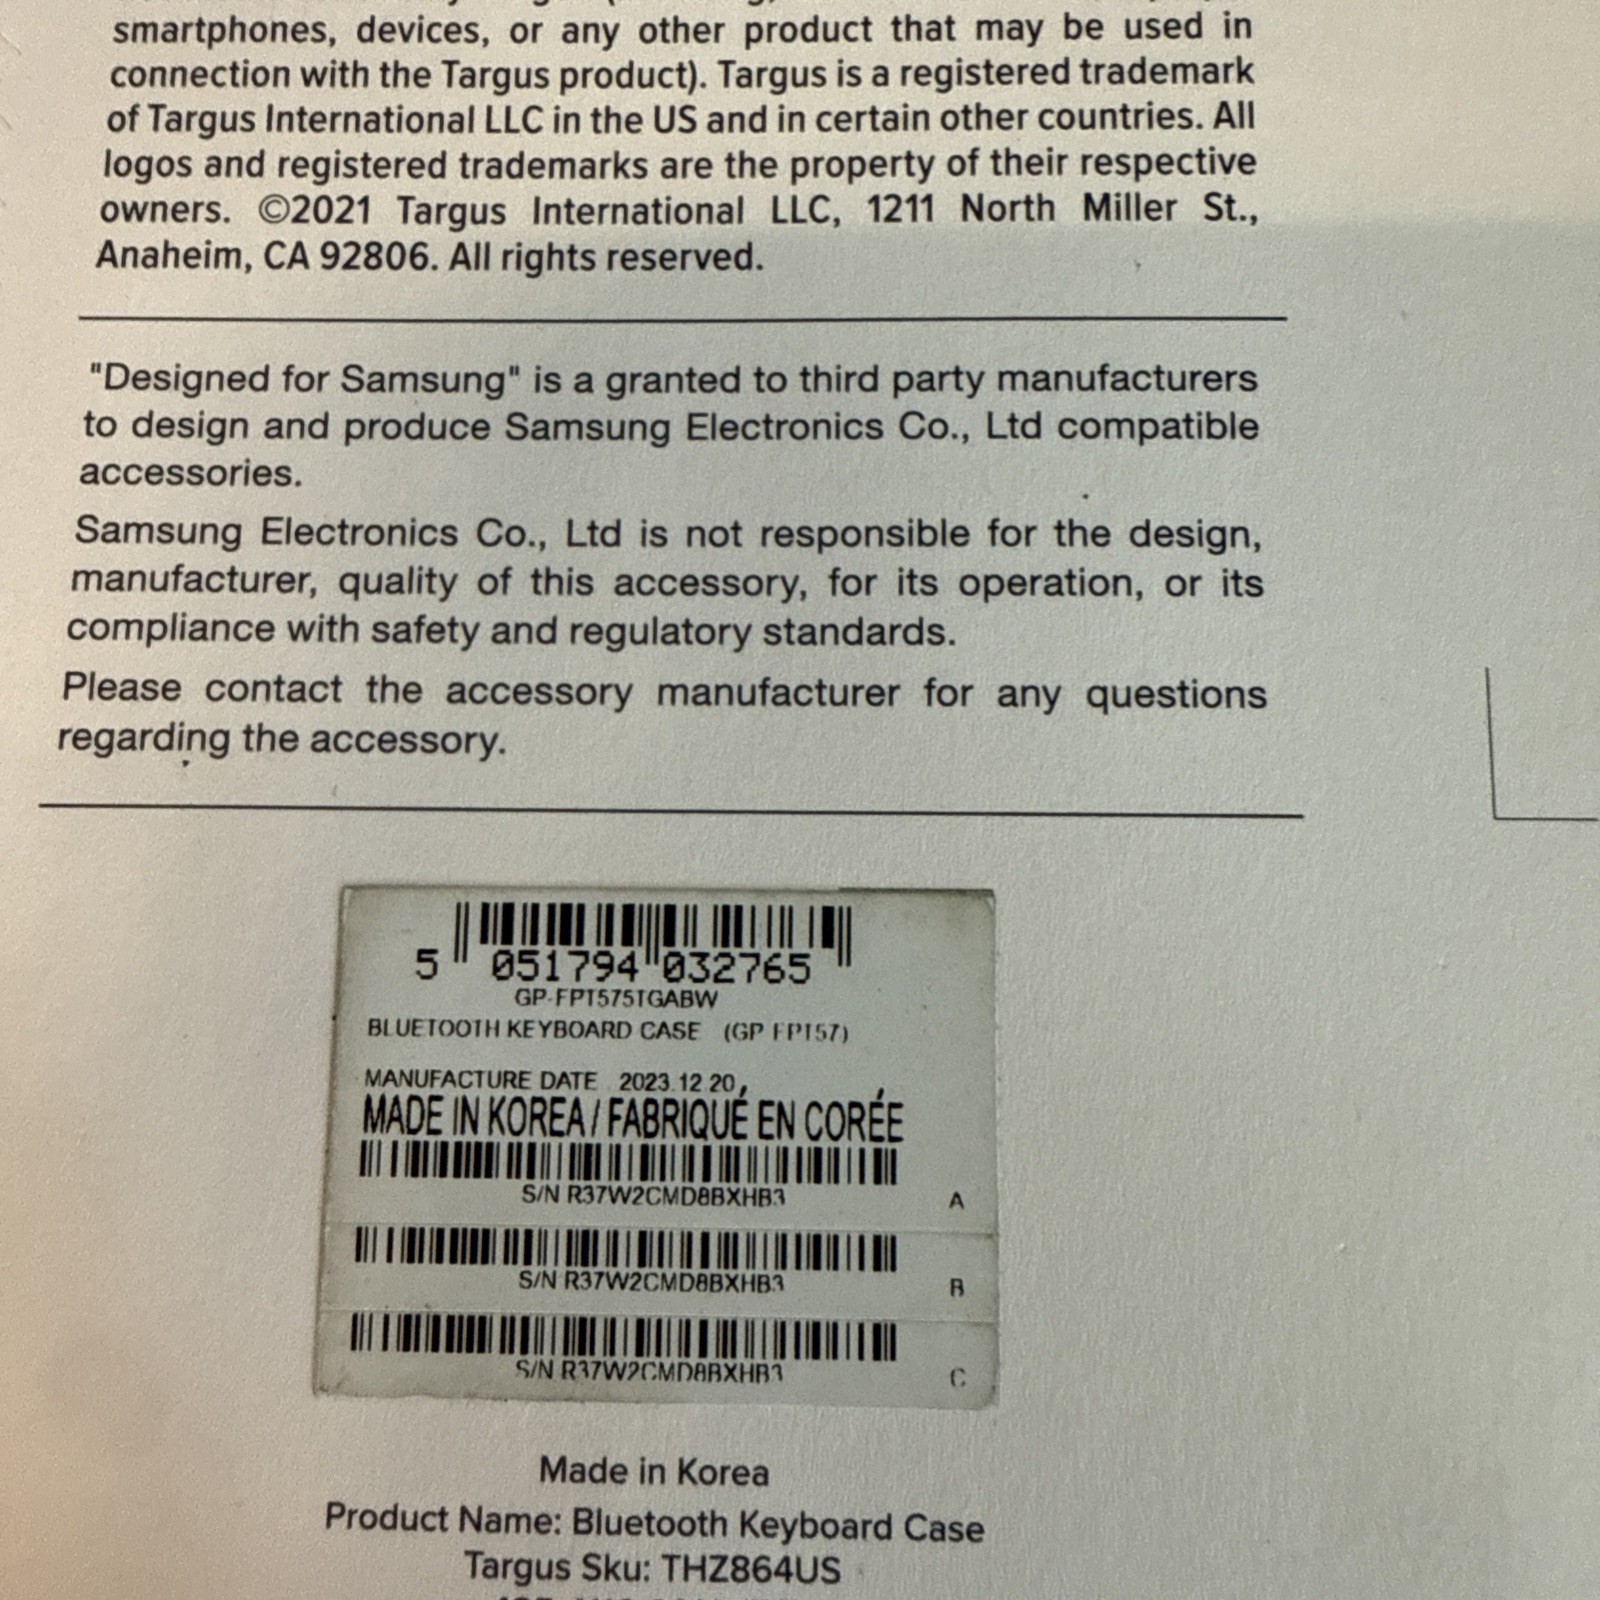 smartphones, devices, or any other product that may be used in
connection with the Targus product). Targus is a registered trademark
of Targus International LLC in the US and in certain other countries. All
logos and registered trademarks are the property of their respective
owners. ©2021 Targus International LLC, 1211 North Miller St.,
Anaheim, CA 92806. All rights reserved.
"Designed for Samsung" is a granted to third party manufacturers
to design and produce Samsung Electronics Co., Ltd compatible
accessories.
Samsung Electronics Co., Ltd is not responsible for the design,
manufacturer, quality of this accessory, for its operation, or its
compliance with safety and regulatory standards.
Please contact the accessory manufacturer for any questions
regarding the accessory.
5 051794 032765
GP-FPT575TGABW
BLUETOOTH KEYBOARD CASE (GP FPT57)
MANUFACTURE DATE 2023.12.20
MADE IN KOREA / FABRIQUÉ EN CORÉE
S/N R37W2CMD8BXHB3 A
S/N R37W2CMD8BXHB3 B
S/N R37W2CMD8BXHB3 C
Made in Korea
Product Name: Bluetooth Keyboard Case
Targus Sku: THZ864US